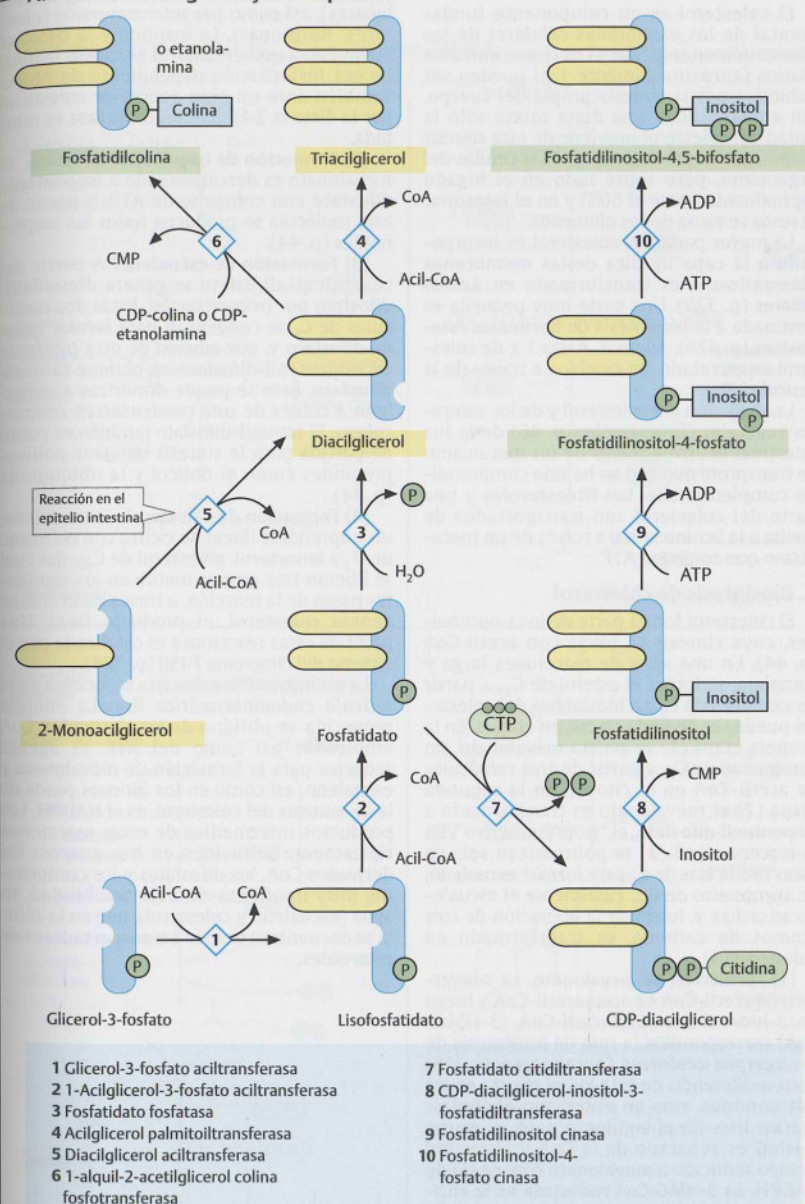 o etanola-
mina
P
Colina
P
Inositol
P P
Fosfatidilcolina
Triacilglicerol
Fosfatidilinositol-4,5-bifosfato
CoA
ADP
6
4
10
CMP
Acil-CoA
ATP
CDP-colina o CDP-
etanolamina
P
Inositol
P
Diacilglicerol
Fosfatidilinositol-4-fosfato
Reacción en el
epitelio intestinal
5
CoA
Acil-CoA
P
3
H2O
ADP
9
ATP
P
P
Inositol
2-Monoacilglicerol
Fosfatidato
CTP
Fosfatidilinositol
CoA
2
Acil-CoA
P P
7
CMP
8
Inositol
Acil-CoA
CoA
1
P
P
P P
Citidina
Glicerol-3-fosfato
Lisofosfatidato
CDP-diacilglicerol
1 Glicerol-3-fosfato aciltransferasa
2 1-Acilglicerol-3-fosfato aciltransferasa
3 Fosfatidato fosfatasa
4 Acilglicerol palmitoiltransferasa
5 Diacilglicerol aciltransferasa
6 1-alquil-2-acetilglicerol colina
fosfotransferasa
7 Fosfatidato citidiltransferasa
8 CDP-diacilglicerol-inositol-3-
fosfatidiltransferasa
9 Fosfatidilinositol cinasa
10 Fosfatidilinositol-4-
fosfato cinasa